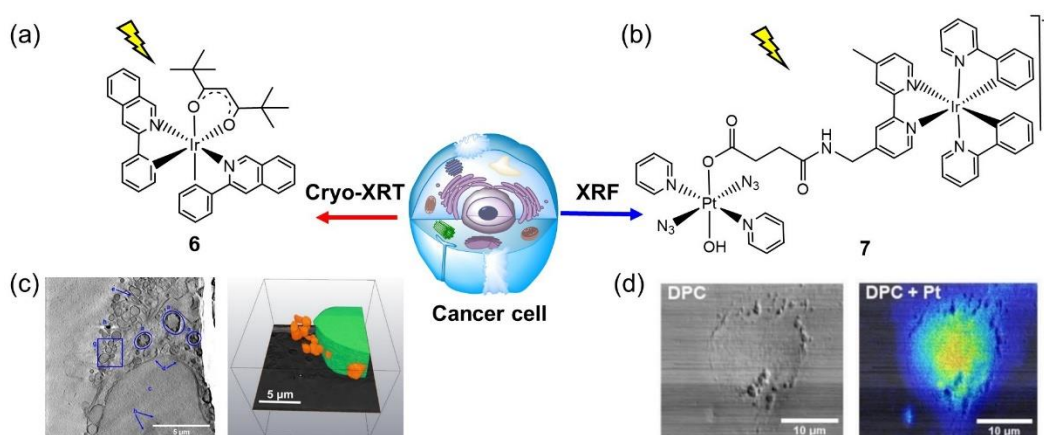 (a)
O
O
N
Ir
N
6
Cryo-XRT
XRF
Cancer cell
(b)
N
N
Ir
N
N
O
H
N
O
O
N
N₃
Pt
N₃
N
OH
7
(c)
5 µm
5 µm
(d)
DPC
10 µm
DPC + Pt
10 µm